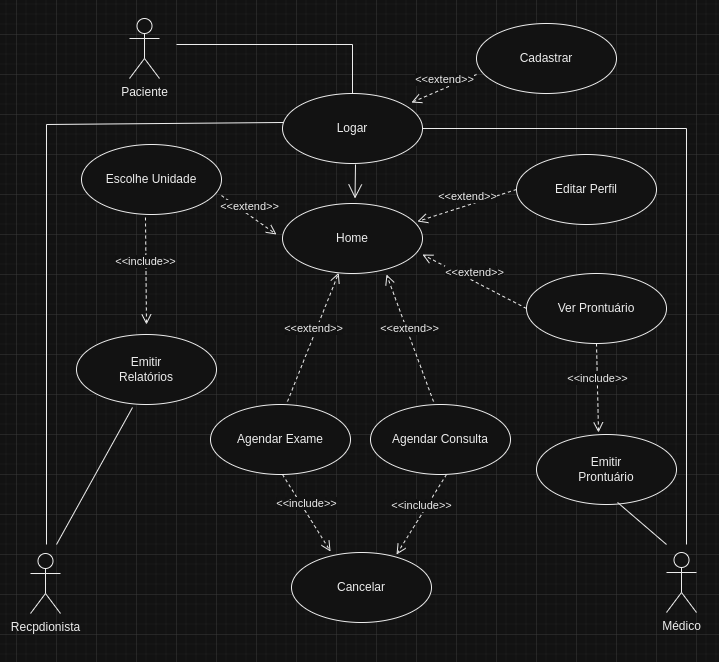 Cadastrar
<<extend>>
Paciente
Logar
Escolhe Unidade
Editar Perfil
<<extend>>
<<extend>>
Home
<<include>>
<<extend>>
Ver Prontuário
<<extend>>
<<extend>>
Emitir
Relatórios
<<include>>
Agendar Exame
Agendar Consulta
Emitir
Prontuário
<<include>>
<<include>>
Cancelar
Recpdionista
Médico